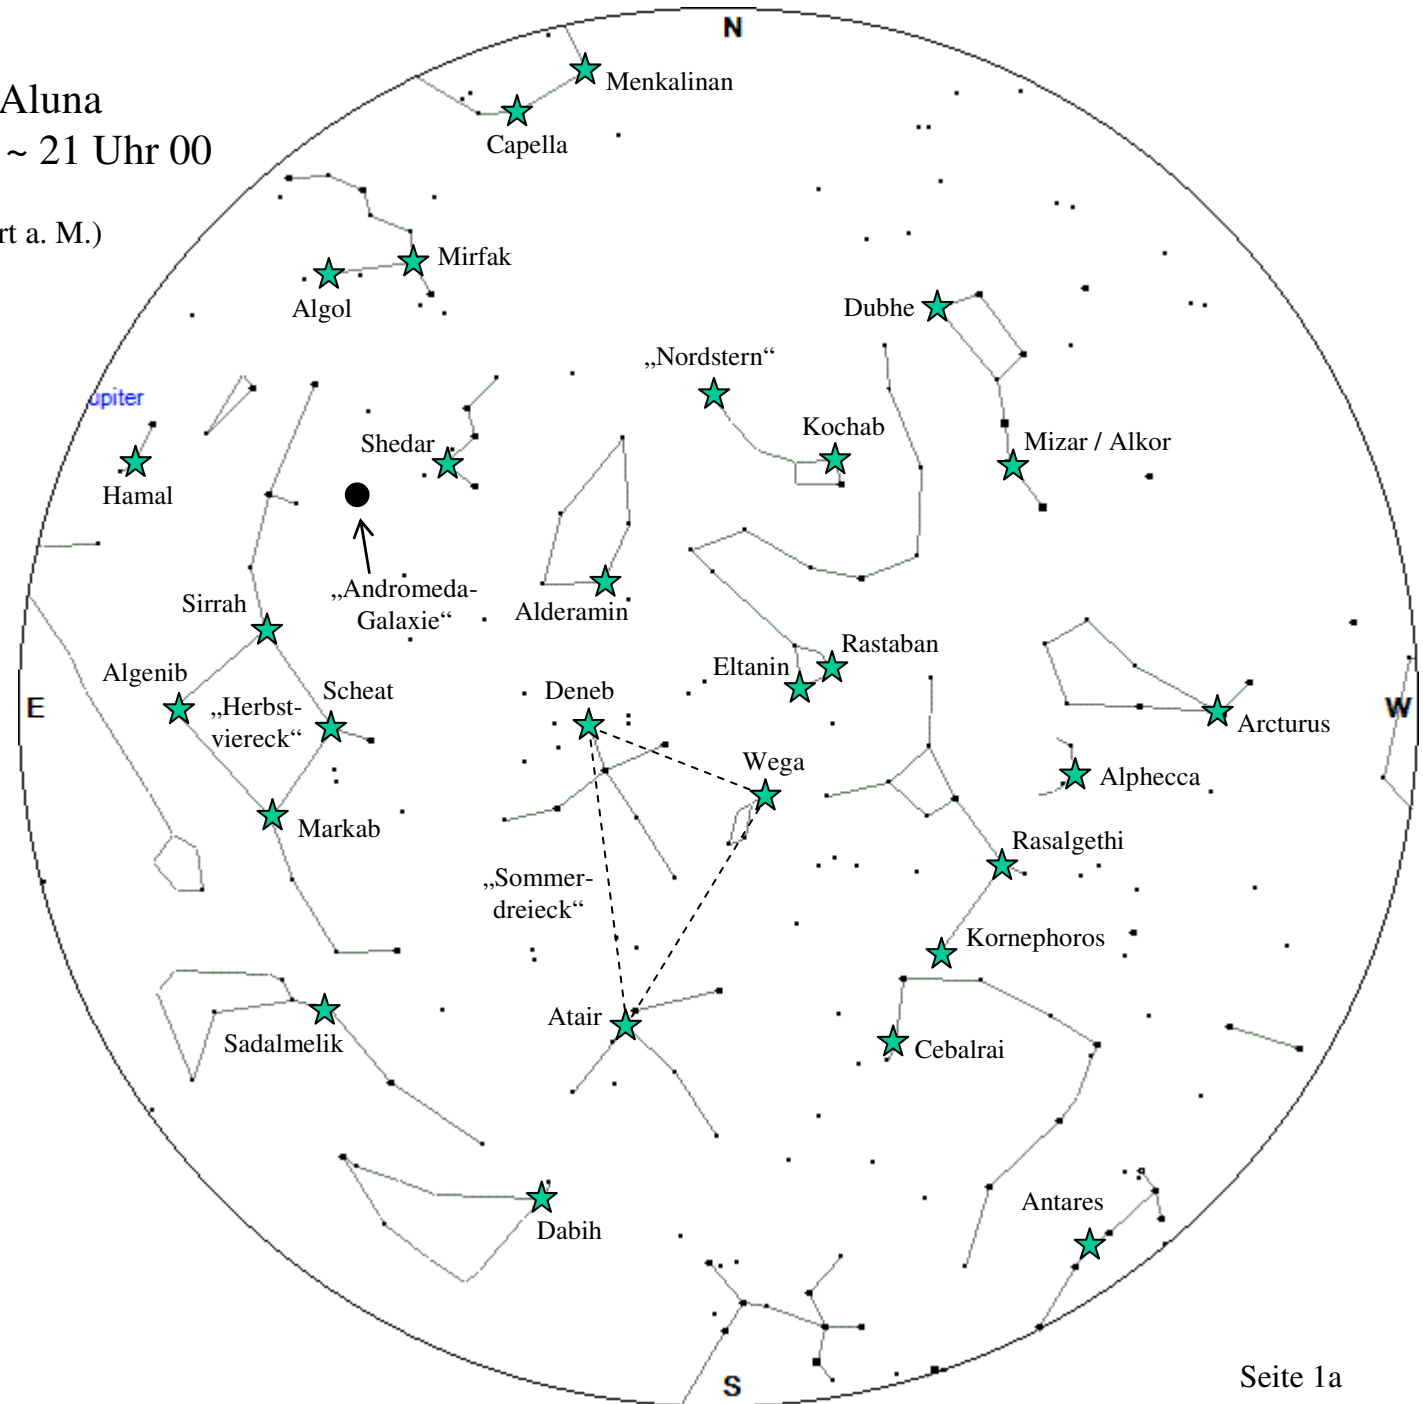 N
Aluna
~ 21 Uhr 00
rt a. M.)
Menkalinan
Capella
Mirfak
Algol
Dubhe
„Nordstern“
upiter
Kochab
Shedar
Mizar / Alkor
Hamal
„Andromeda-
Galaxie“
Sirrah
Alderamin
Rastaban
Eltanin
Algenib
Scheat
Deneb
E
„Herbst-
viereck“
W
Arcturus
Wega
Alphecca
Markab
Rasalgethi
„Sommer-
dreieck“
Kornephoros
Atair
Sadalmelik
Cebalrai
Antares
Dabih
S
Seite 1a